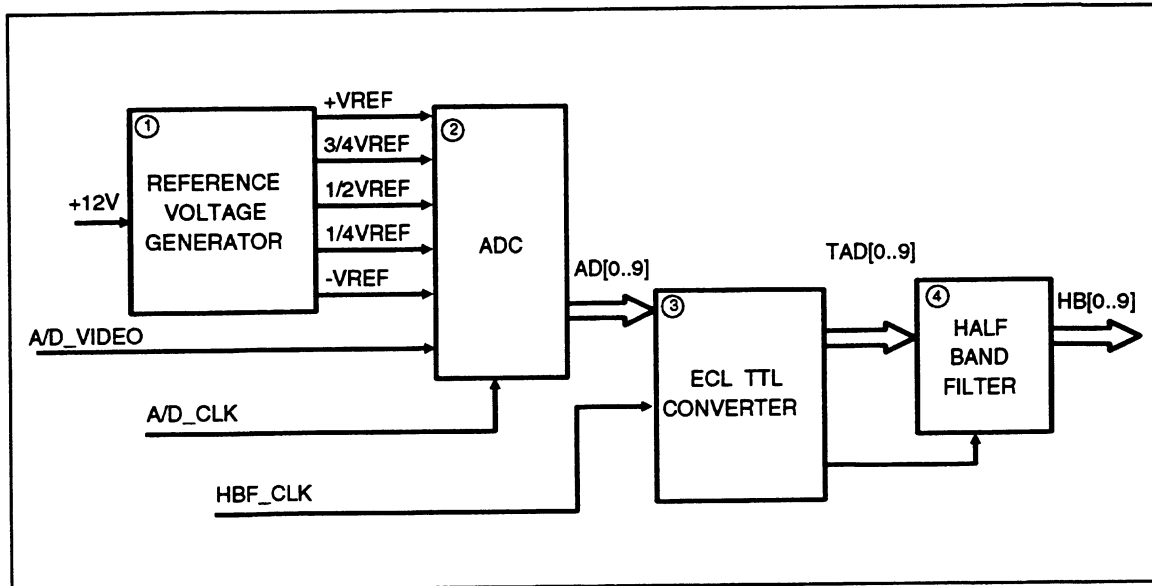 ①
REFERENCE
VOLTAGE
GENERATOR
+12V
+VREF
3/4VREF
1/2VREF
1/4VREF
-VREF
②
ADC
A/D_VIDEO
A/D_CLK
HBF_CLK
AD[0..9]
③
ECL TTL
CONVERTER
TAD[0..9]
④
HALF
BAND
FILTER
HB[0..9]